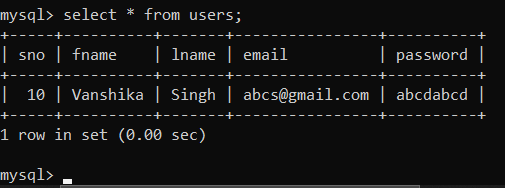 mysql> select * from users;
+-----+----------+-------+----------------+----------+
| sno | fname    | lname | email          | password |
+-----+----------+-------+----------------+----------+
|  10 | Vanshika | Singh | abcs@gmail.com | abcdabcd |
+-----+----------+-------+----------------+----------+
1 row in set (0.00 sec)
mysql>